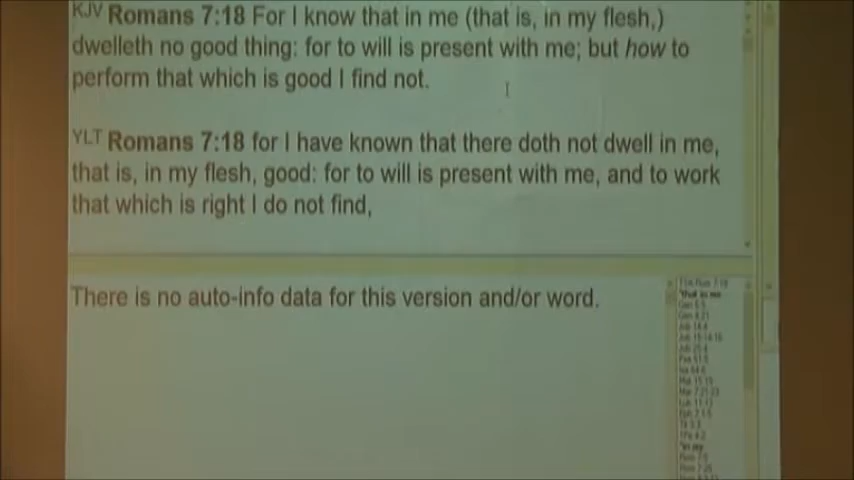 KJV Romans 7:18 For I know that in me (that is, in my flesh,)
dwelleth no good thing: for to will is present with me; but how to
perform that which is good I find not.
YLT Romans 7:18 for I have known that there doth not dwell in me,
that is, in my flesh, good: for to will is present with me, and to work
that which is right I do not find,
There is no auto-info data for this version and/or word.
"that in me